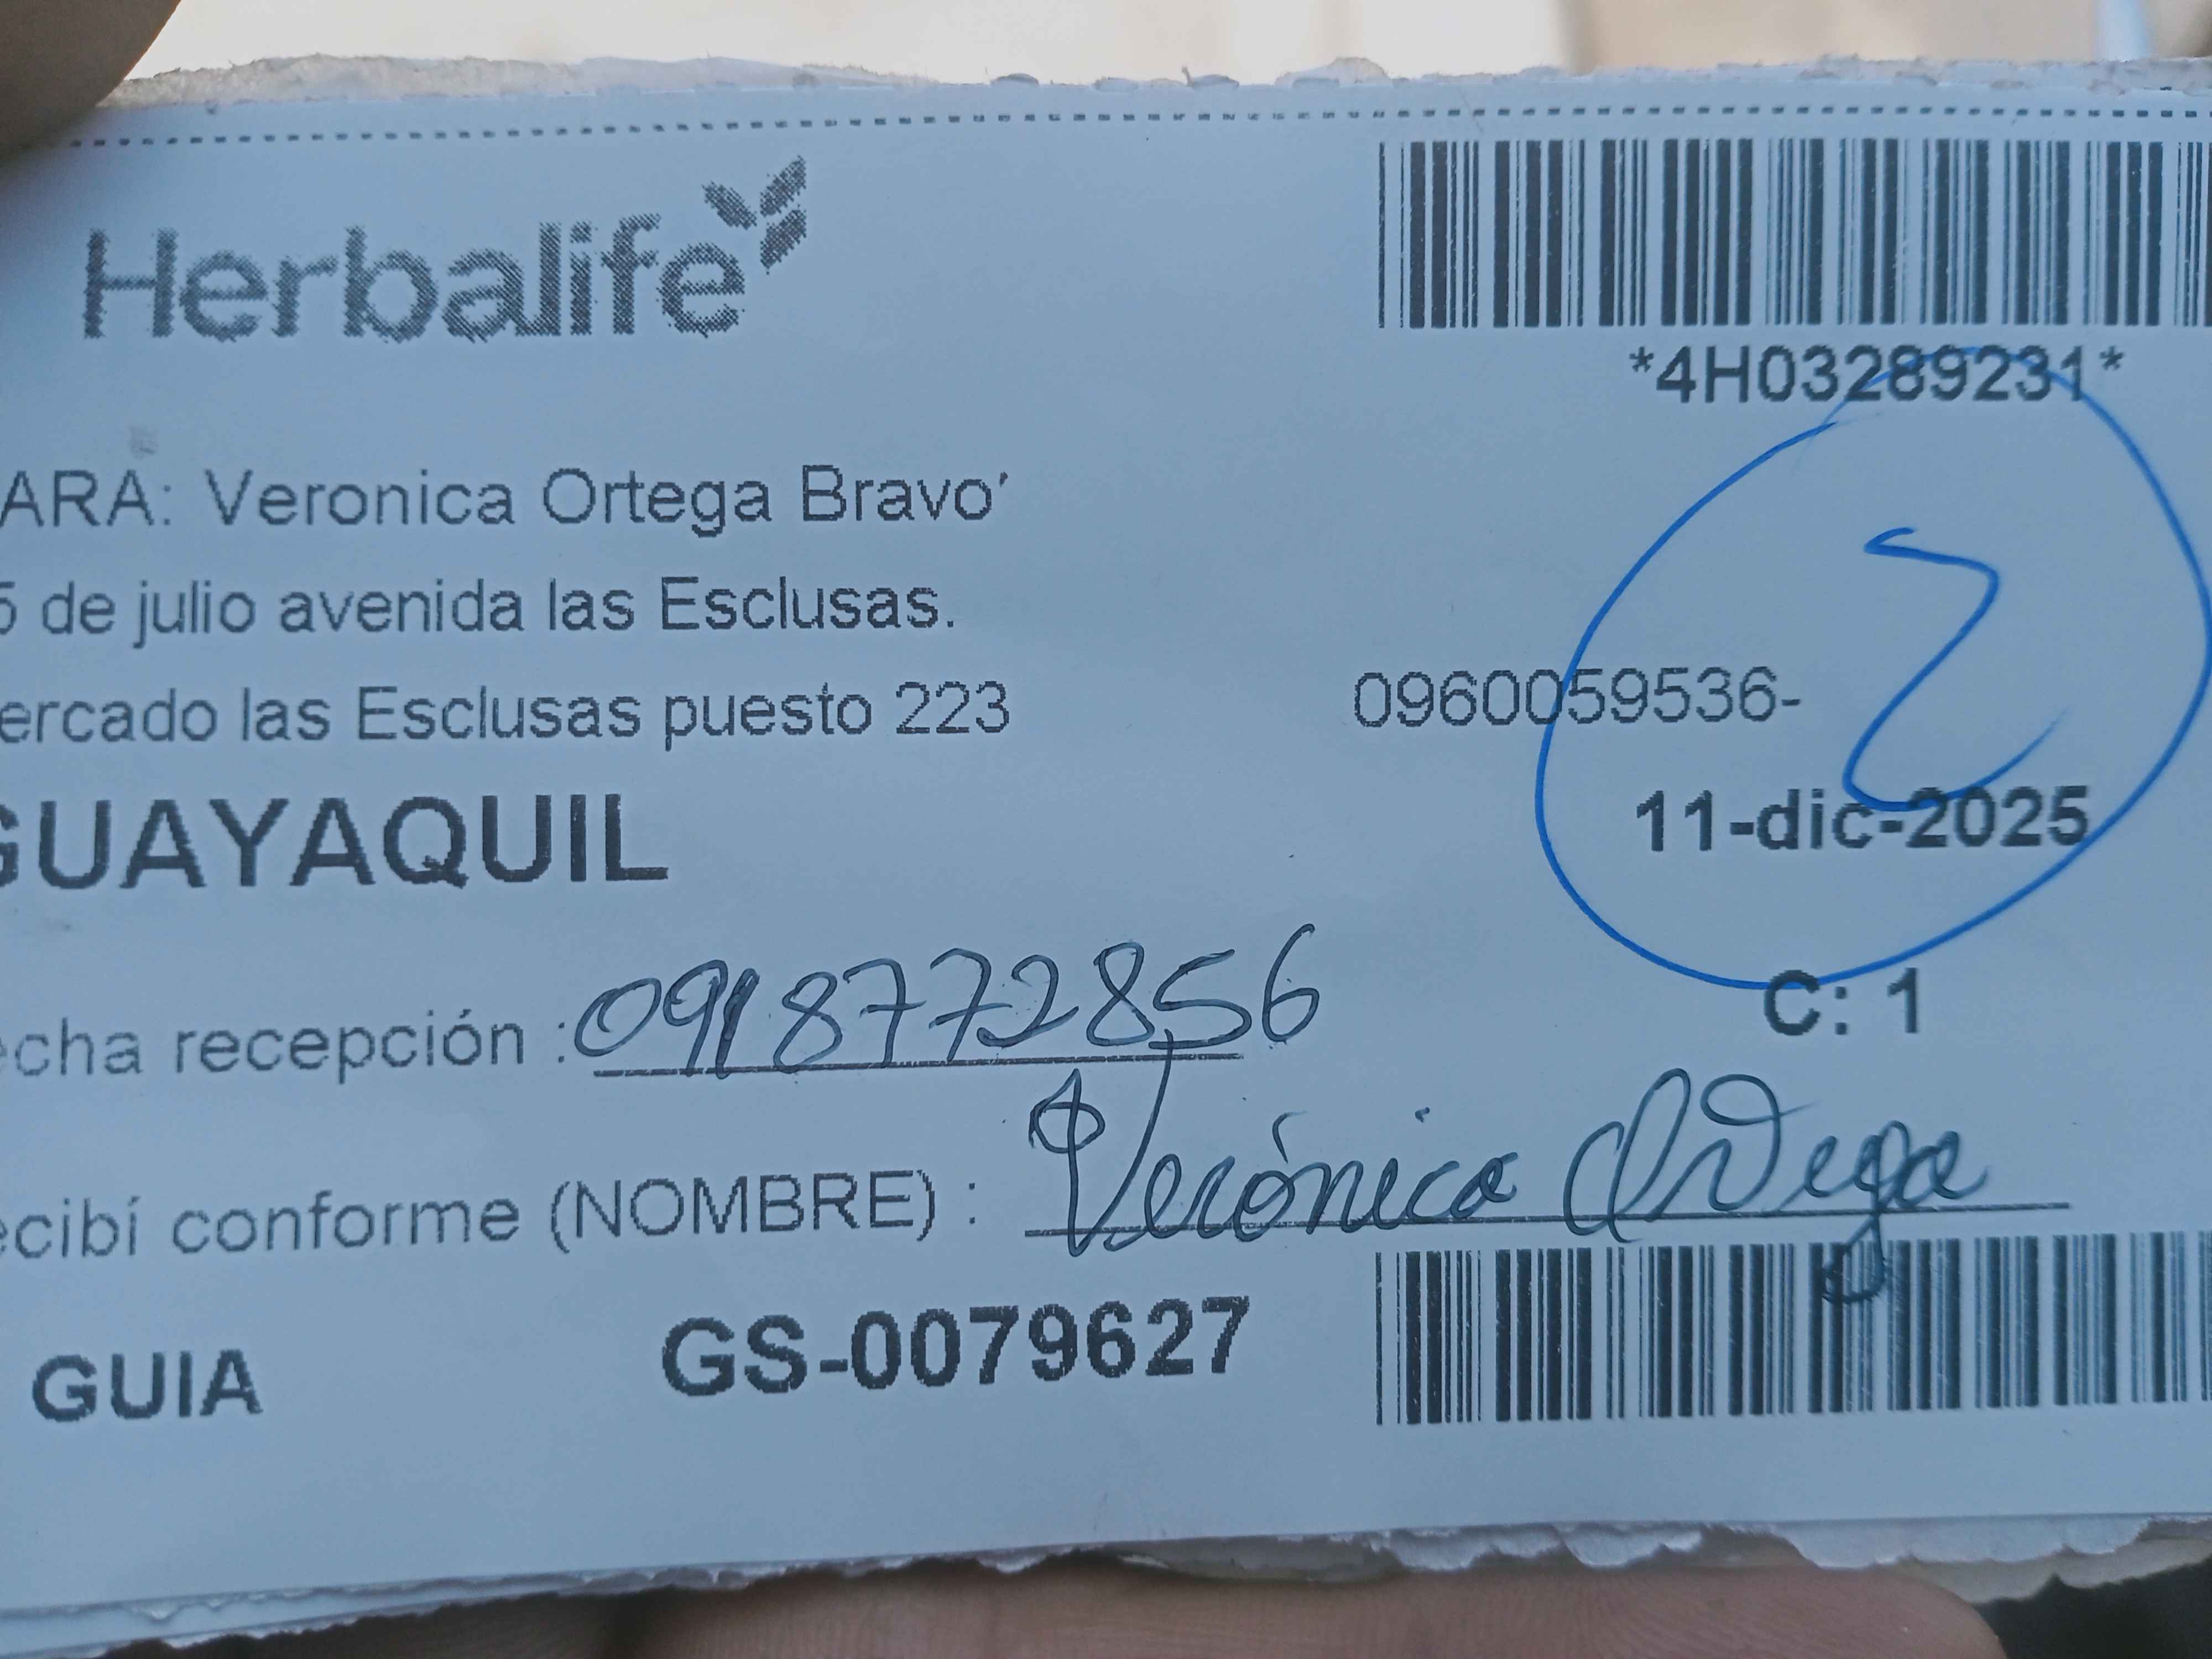 Herbalife
*4H03289231*
ARA: Veronica Ortega Bravo'
5 de julio avenida las Esclusas.
ercado las Esclusas puesto 223 0960059536-
2
GUAYAQUIL 11-dic-2025
C: 1
echa recepción : 0918772856
ecibí conforme (NOMBRE) : Verónica Ortega
GUIA GS-0079627